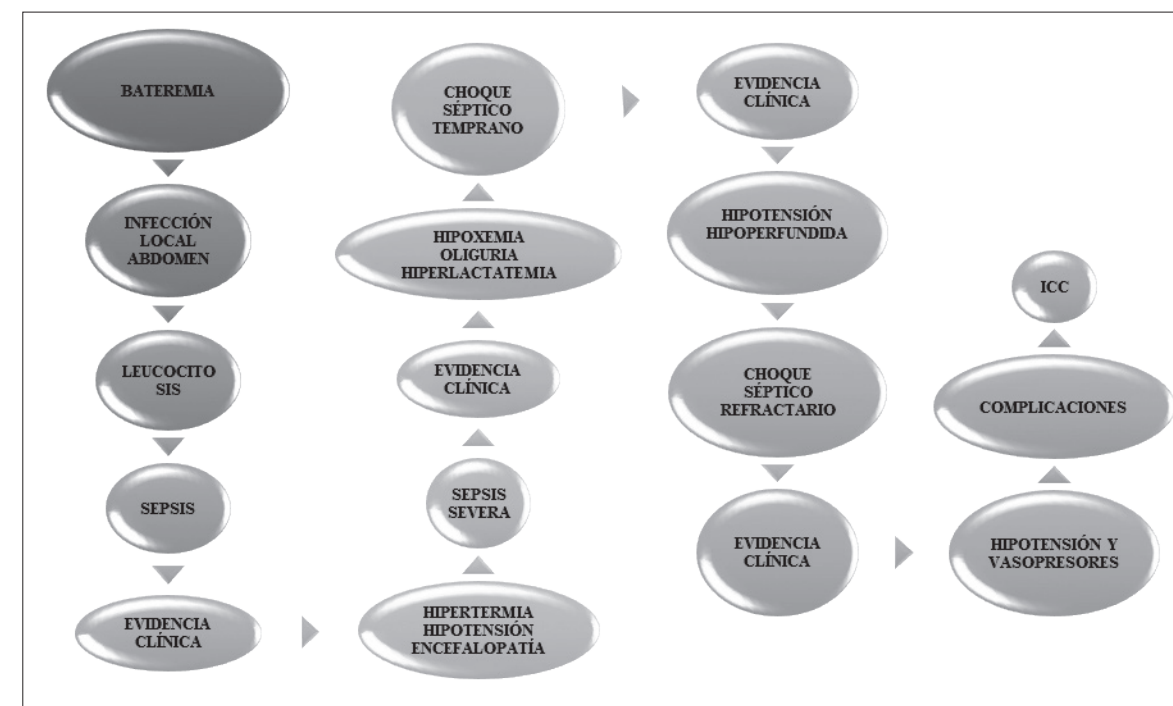 BATEREMIA
INFECCIÓN
LOCAL
ABDOMEN
LEUCOCITO
SIS
SEPSIS
EVIDENCIA
CLÍNICA
HIPERTERMIA
HIPOTENSIÓN
ENCEFALOPATÍA
SEPSIS
SEVERA
EVIDENCIA
CLÍNICA
HIPOXEMIA
OLIGURIA
HIPERLACTATEMIA
CHOQUE
SÉPTICO
TEMPRANO
EVIDENCIA
CLÍNICA
HIPOTENSIÓN
HIPOPERFUNDIDA
CHOQUE
SÉPTICO
REFRACTARIO
EVIDENCIA
CLÍNICA
HIPOTENSIÓN Y
VASOPRESORES
COMPLICACIONES
ICC